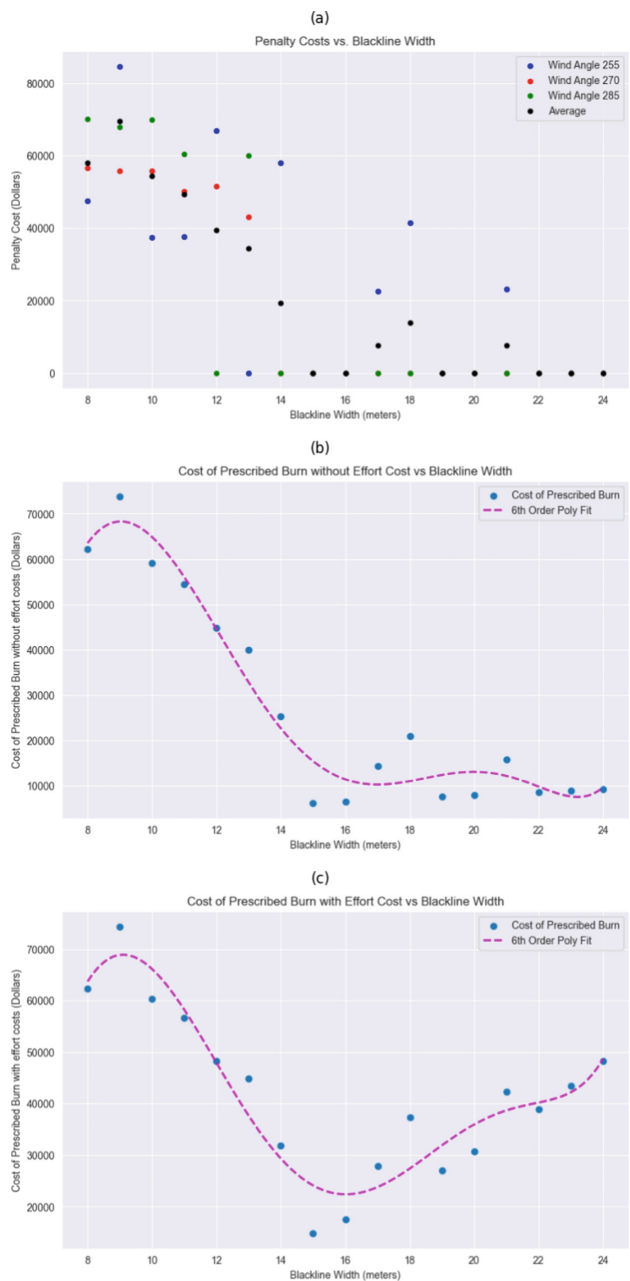 (a)
Penalty Costs vs. Blackline Width
Wind Angle 255
Wind Angle 270
Wind Angle 285
Average
80000
60000
40000
20000
0
Penalty Cost (Dollars)
8 10 12 14 16 18 20 22 24
Blackline Width (meters)
(b)
Cost of Prescribed Burn without Effort Cost vs Blackline Width
Cost of Prescribed Burn
6th Order Poly Fit
70000
60000
50000
40000
30000
20000
10000
Cost of Prescribed Burn without effort costs (Dollars)
8 10 12 14 16 18 20 22 24
Blackline Width (meters)
(c)
Cost of Prescribed Burn with Effort Cost vs Blackline Width
Cost of Prescribed Burn
6th Order Poly Fit
70000
60000
50000
40000
30000
20000
Cost of Prescribed Burn with effort costs (Dollars)
8 10 12 14 16 18 20 22 24
Blackline Width (meters)